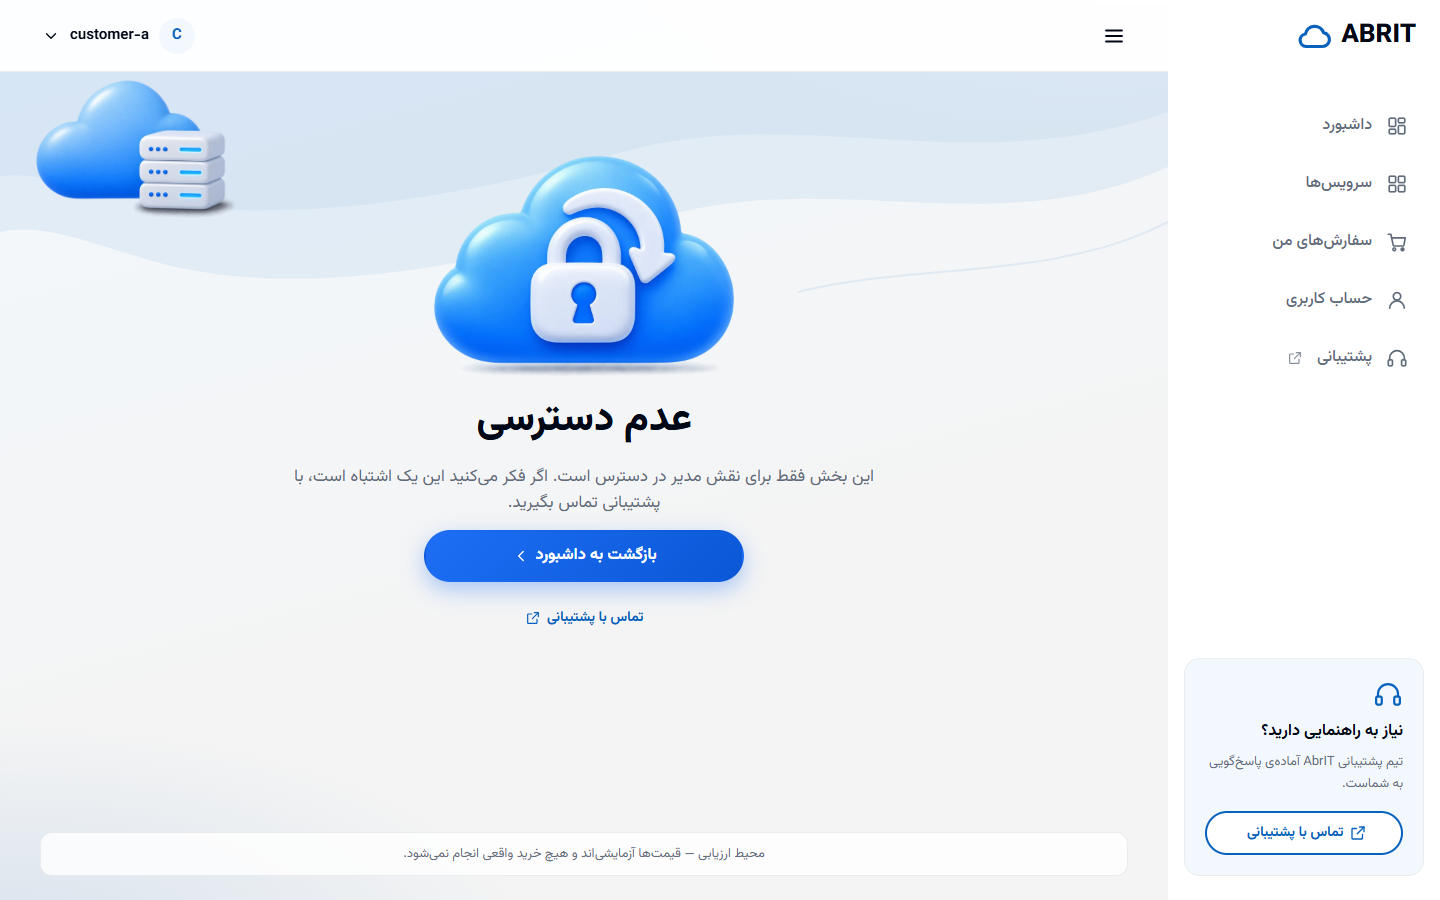 ABRIT
داشبورد
سرویس‌ها
سفارش‌های من
حساب کاربری
پشتیبانی
نیاز به راهنمایی دارید؟
تیم پشتیبانی AbrIT آماده‌ی پاسخ‌گویی
به شماست.
تماس با پشتیبانی
C
customer-a
عدم دسترسی
این بخش فقط برای نقش مدیر در دسترس است. اگر فکر می‌کنید این یک اشتباه است، با
پشتیبانی تماس بگیرید.
بازگشت به داشبورد
تماس با پشتیبانی
محیط ارزیابی — قیمت‌ها آزمایشی‌اند و هیچ خرید واقعی انجام نمی‌شود.